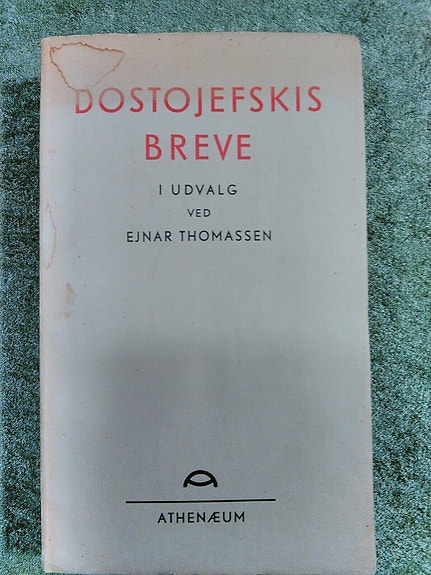 DOSTOJEFSKIS
BREVE
I UDVALG
VED
EJNAR THOMASSEN
ATHENÆUM